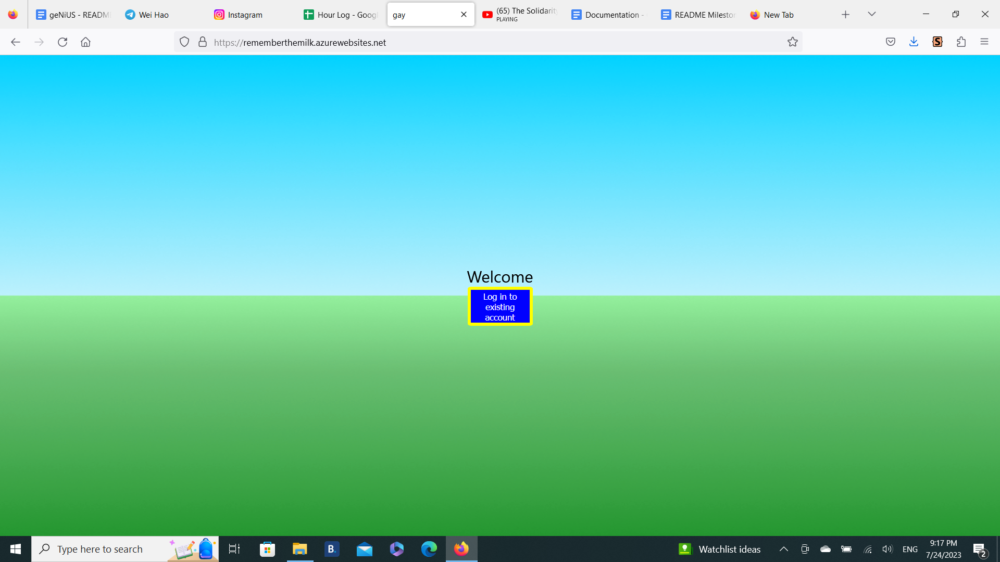 geNiUS - READM
Wei Hao
Instagram
Hour Log - Goog
gay
(65) The Solidarity
PLAYING
Documentation -
README Milesto
New Tab
https://rememberthemilk.azurewebsites.net
S
Welcome
Log in to
existing
account
Type here to search
B.
Watchlist ideas
ENG
9:17 PM
7/24/2023
2